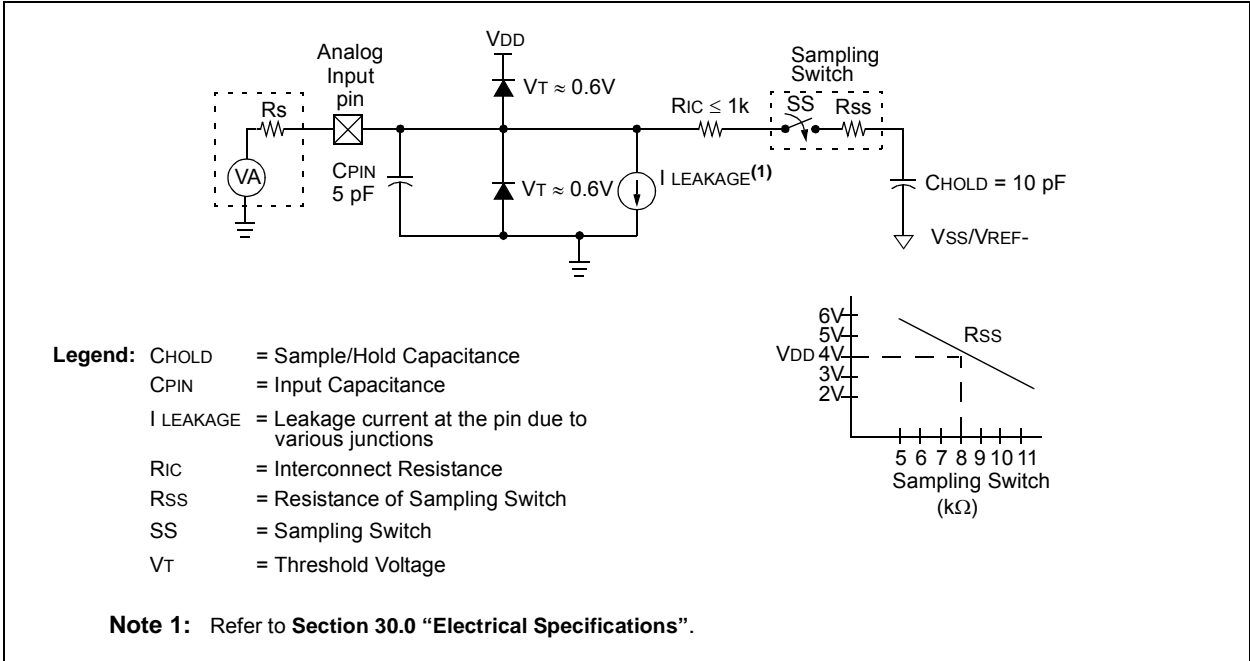 VDD
Analog
Input
pin
Sampling
Switch
VT ≈ 0.6V
Rs
RIC ≤ 1k
SS
Rss
VA
CPIN
5 pF
VT ≈ 0.6V
I LEAKAGE(1)
CHOLD = 10 pF
VSS/VREF-
6V
5V
VDD 4V
3V
2V
RSS
5 6 7 8 9 10 11
Sampling Switch
(kΩ)
Legend: CHOLD = Sample/Hold Capacitance
CPIN = Input Capacitance
I LEAKAGE = Leakage current at the pin due to
various junctions
RIC = Interconnect Resistance
RSS = Resistance of Sampling Switch
SS = Sampling Switch
VT = Threshold Voltage
Note 1: Refer to Section 30.0 “Electrical Specifications”.